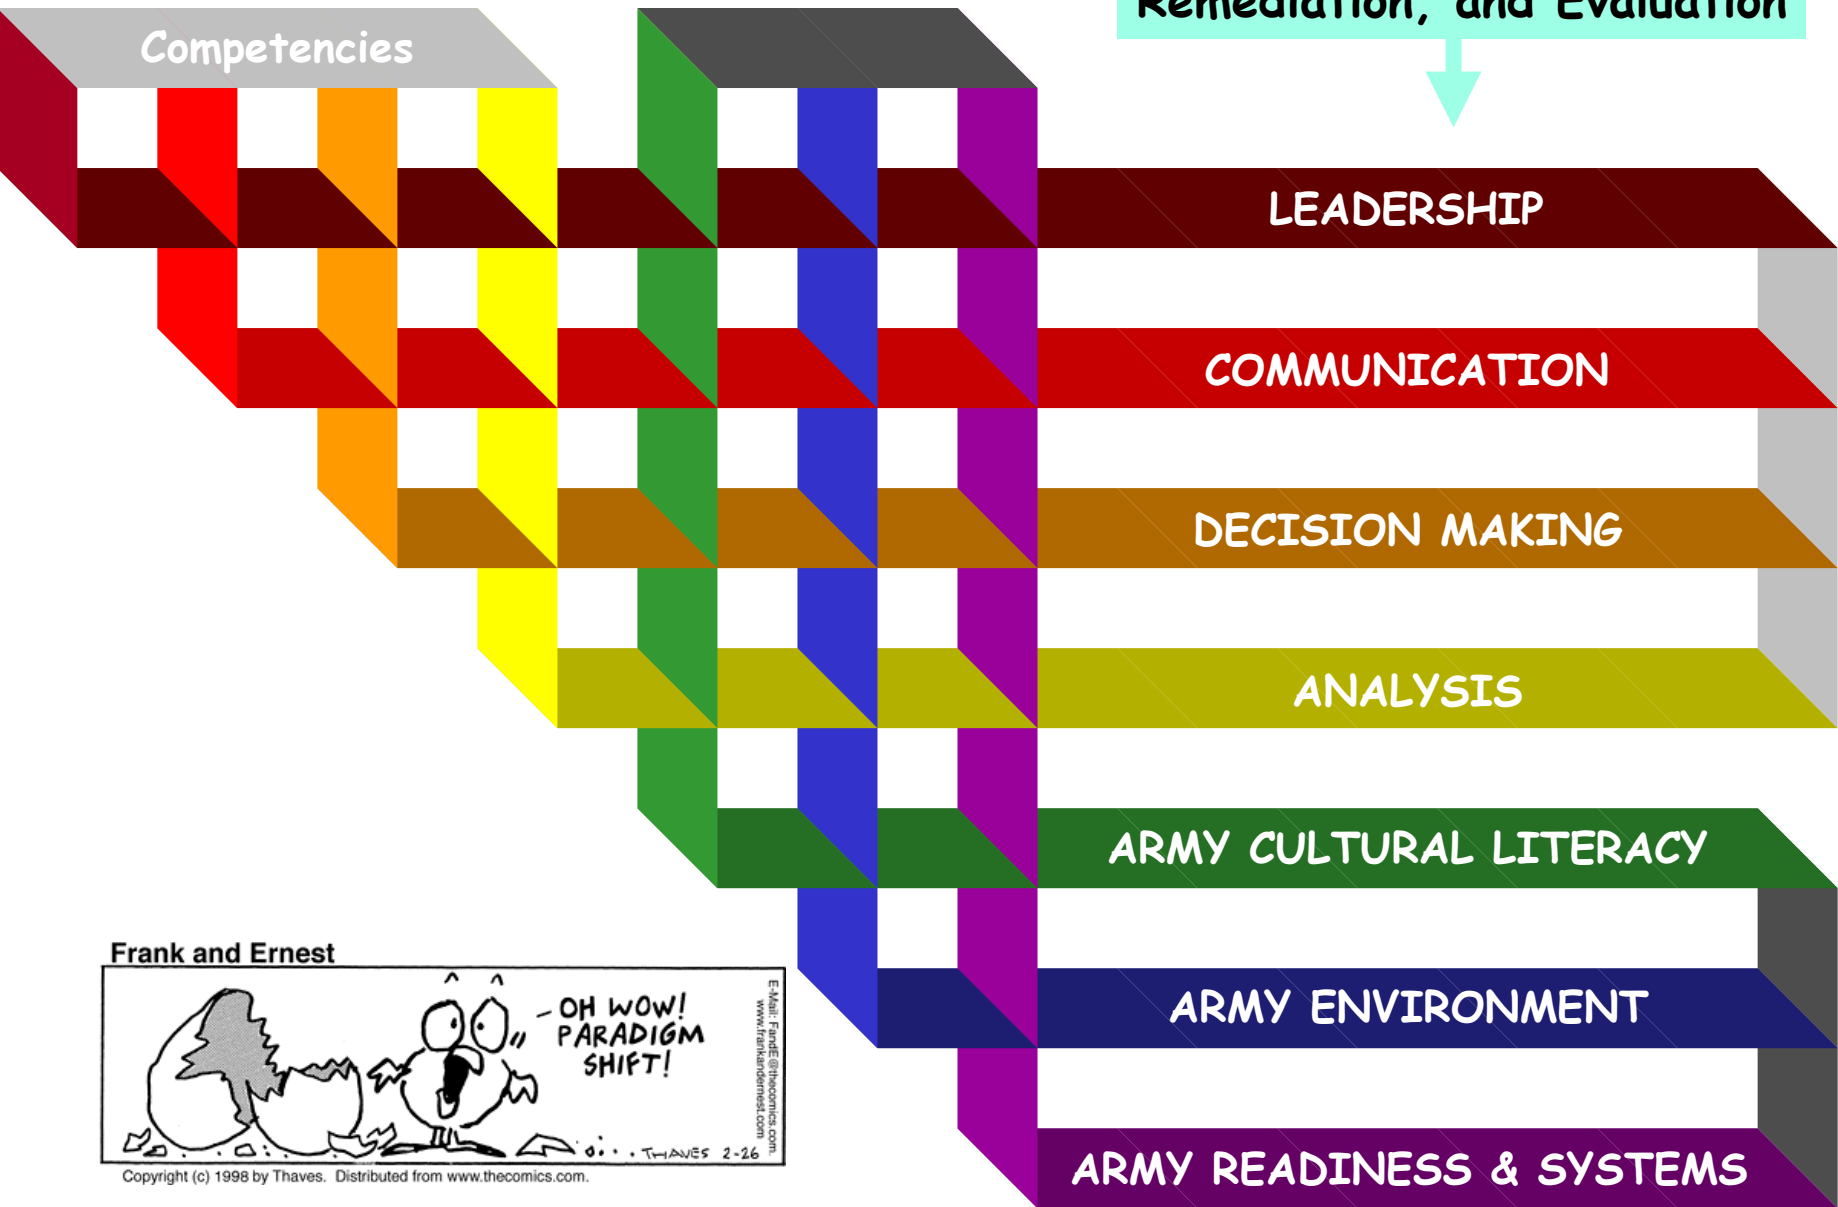 Remediation, and Evaluation
Competencies
LEADERSHIP
COMMUNICATION
DECISION MAKING
ANALYSIS
ARMY CULTURAL LITERACY
ARMY ENVIRONMENT
ARMY READINESS & SYSTEMS
Frank and Ernest
- OH WOW!
PARADIGM
SHIFT!
E-Mail: FandE@thecomics.com.
www.frankandernest.com
THAVES 2-26
Copyright (c) 1998 by Thaves. Distributed from www.thecomics.com.